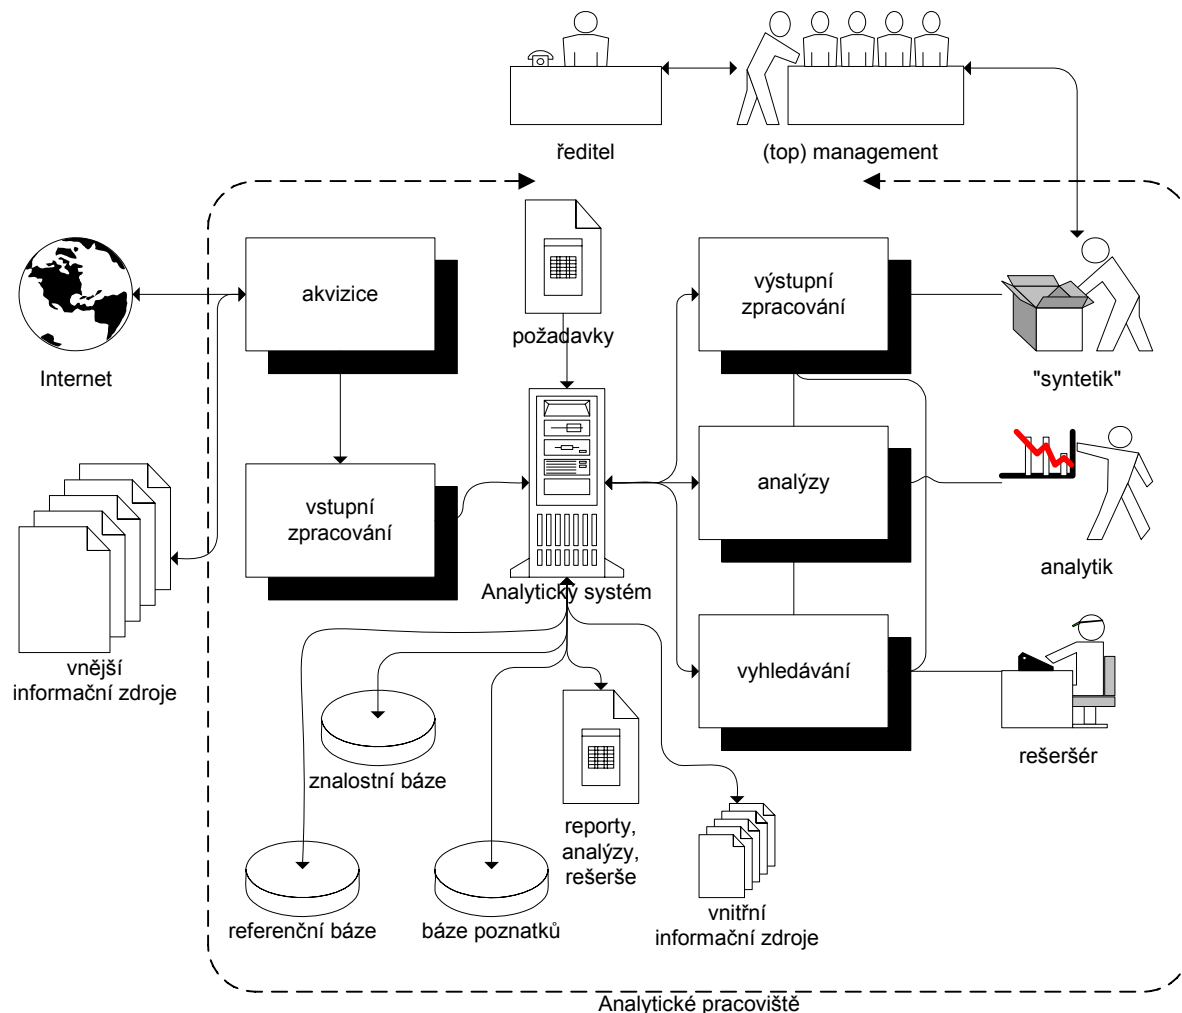 ředitel
(top) management
akvizice
požadavky
výstupní
zpracování
Internet
"syntetik"
vstupní
zpracování
analýzy
analytik
Analytický systém
vnější
informační zdroje
vyhledávání
rešeršér
znalostní báze
reporty,
analýzy,
rešerše
referenční báze
báze poznatků
vnitřní
informační zdroje
Analytické pracoviště